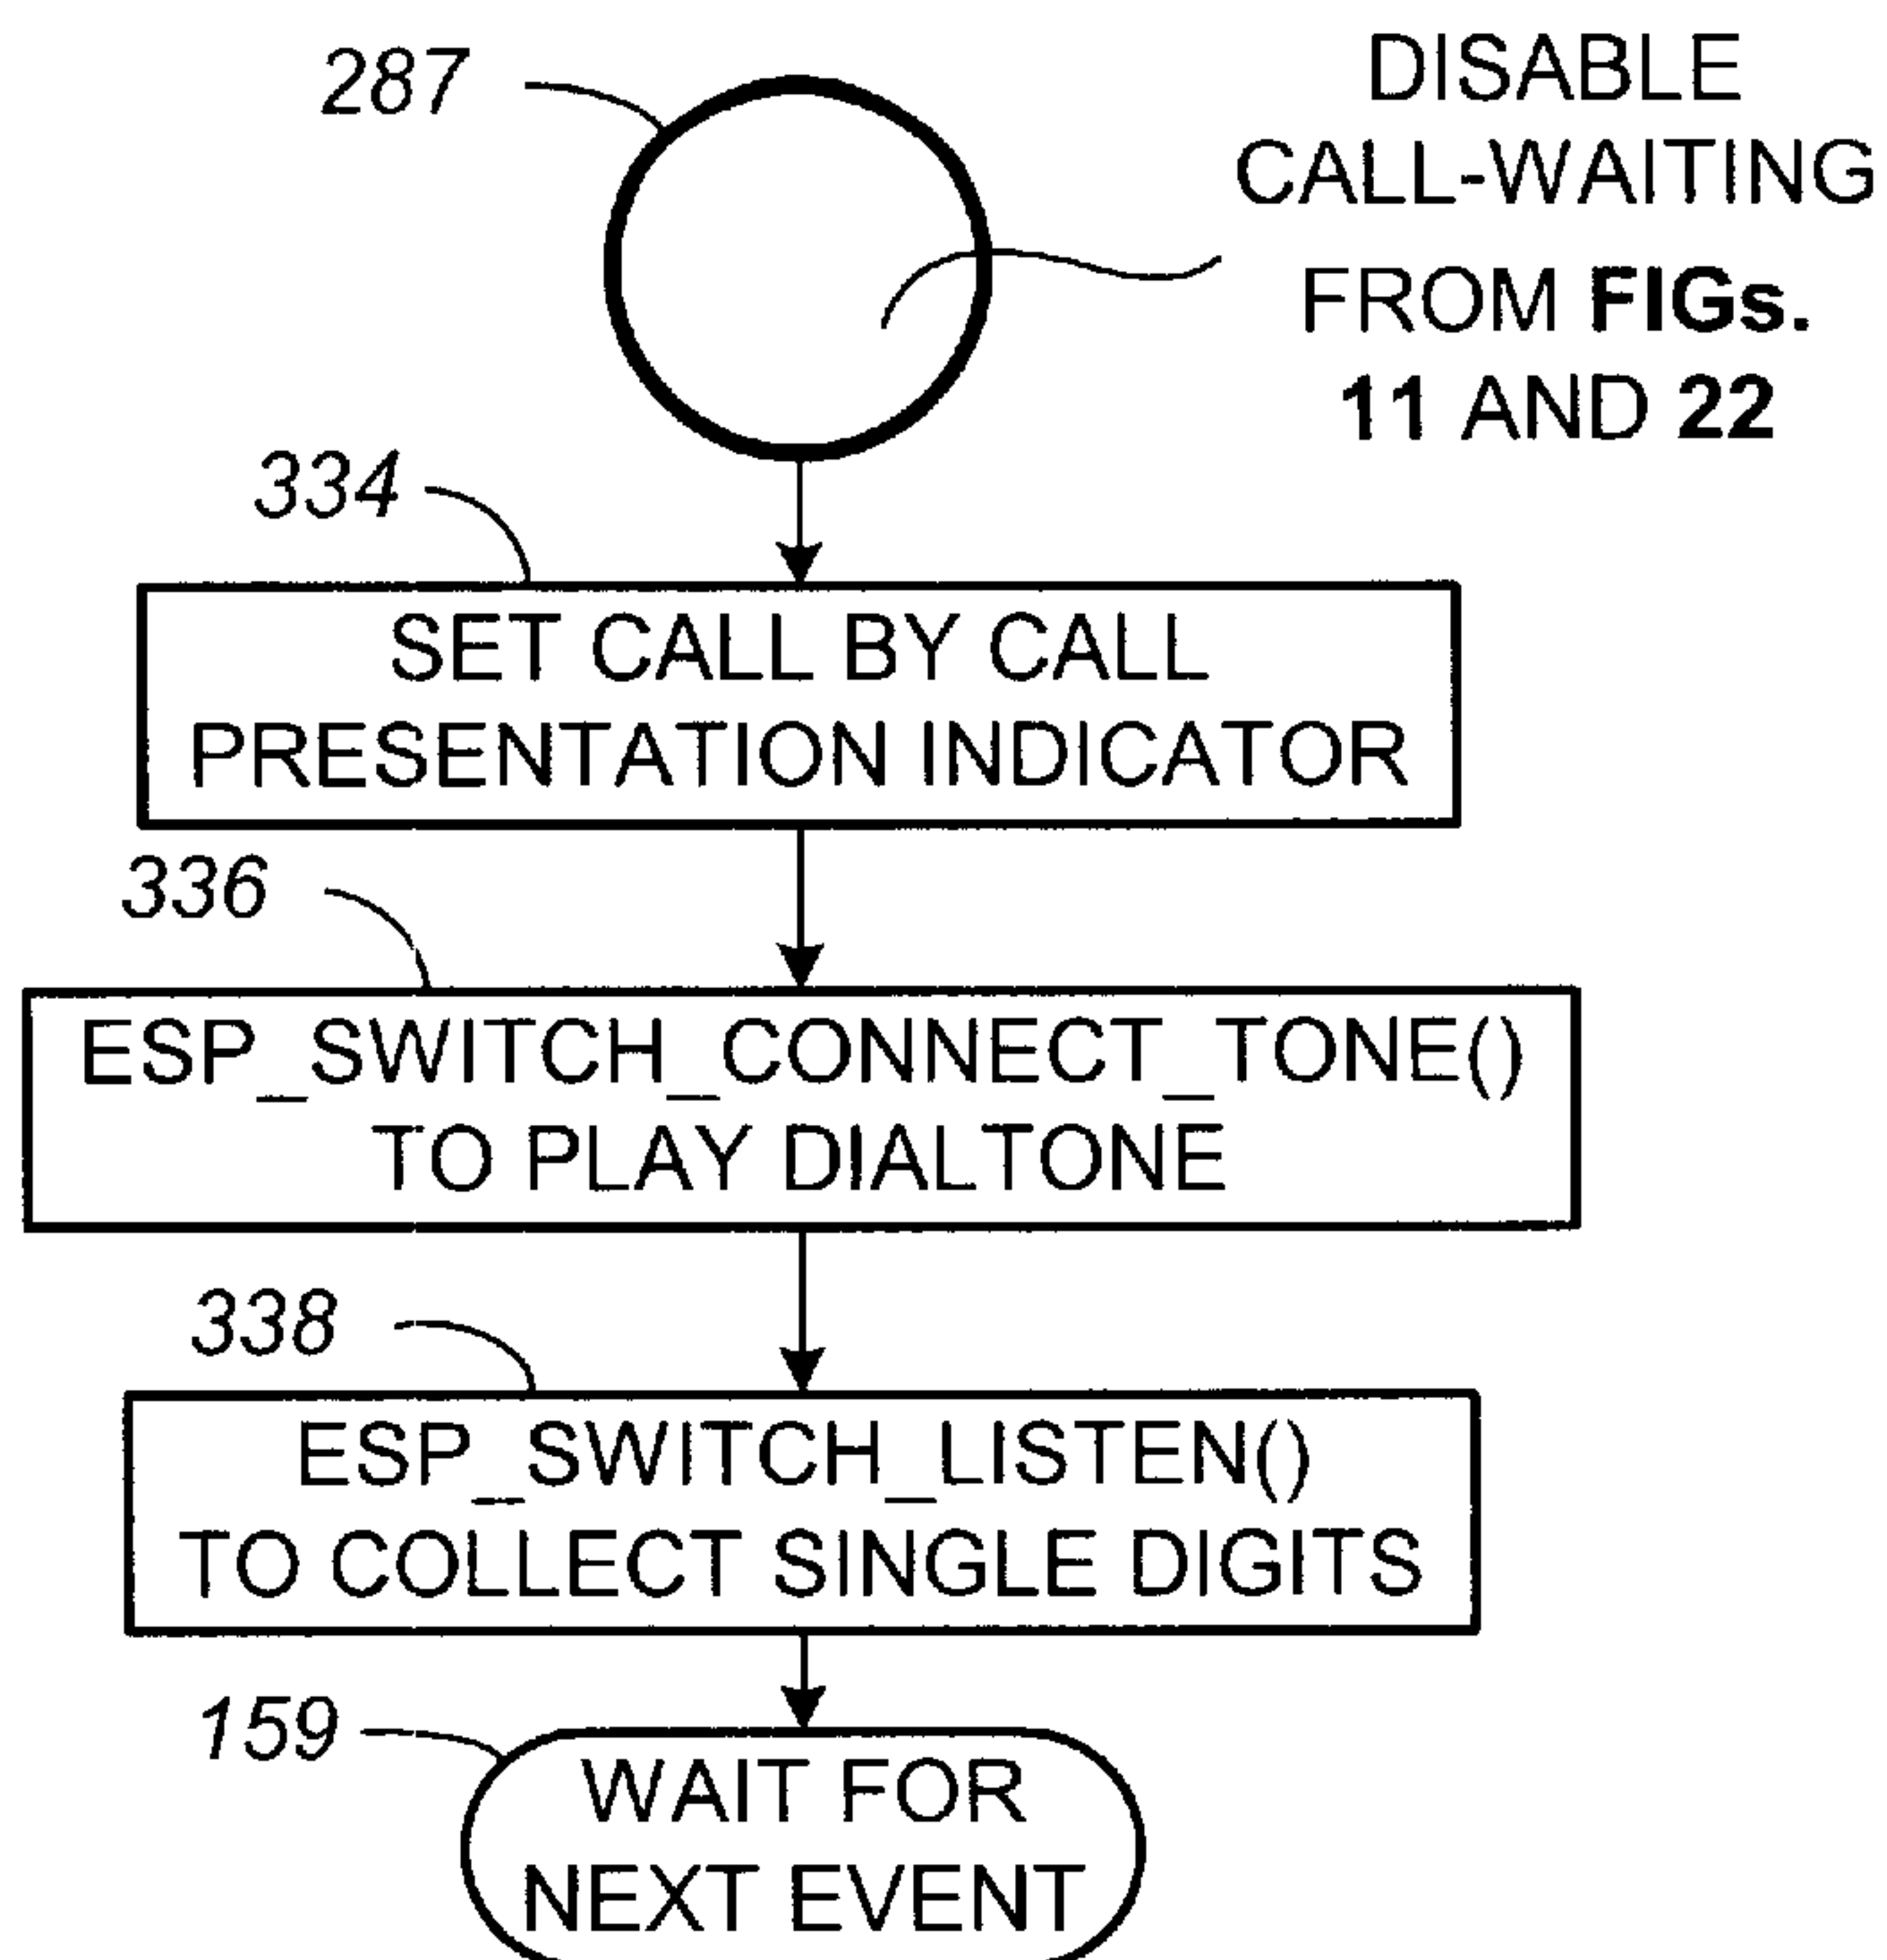 287
DISABLE
CALL-WAITING
FROM FIGs.
11 AND 22
334
SET CALL BY CALL
PRESENTATION INDICATOR
336
ESP_SWITCH_CONNECT_TONE()
TO PLAY DIALTONE
338
ESP_SWITCH_LISTEN()
TO COLLECT SINGLE DIGITS
159
WAIT FOR
NEXT EVENT